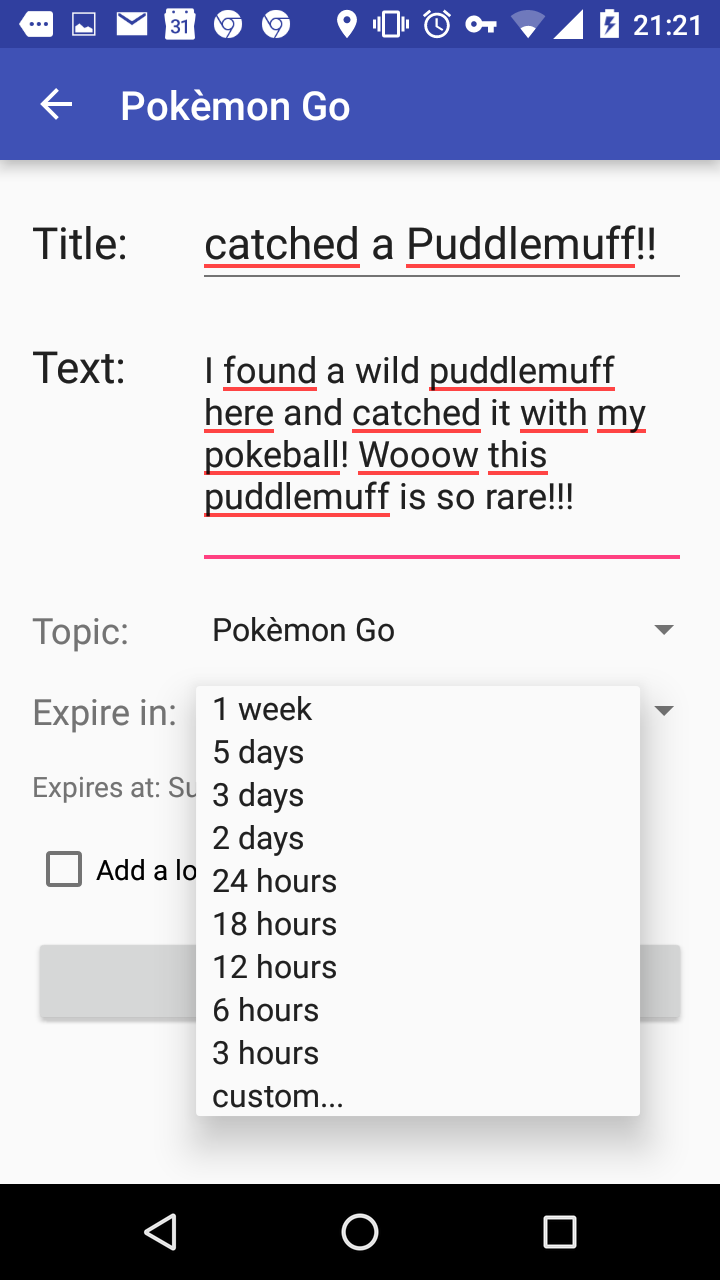 31
21:21
Pokèmon Go
Title: catched a Puddlemuff!!
Text: I found a wild puddlemuff
here and catched it with my
pokeball! Wooow this
puddlemuff is so rare!!!
Topic: Pokèmon Go
Expire in:
1 week
5 days
Expires at: Su
3 days
2 days
Add a lo
24 hours
18 hours
12 hours
6 hours
3 hours
custom...